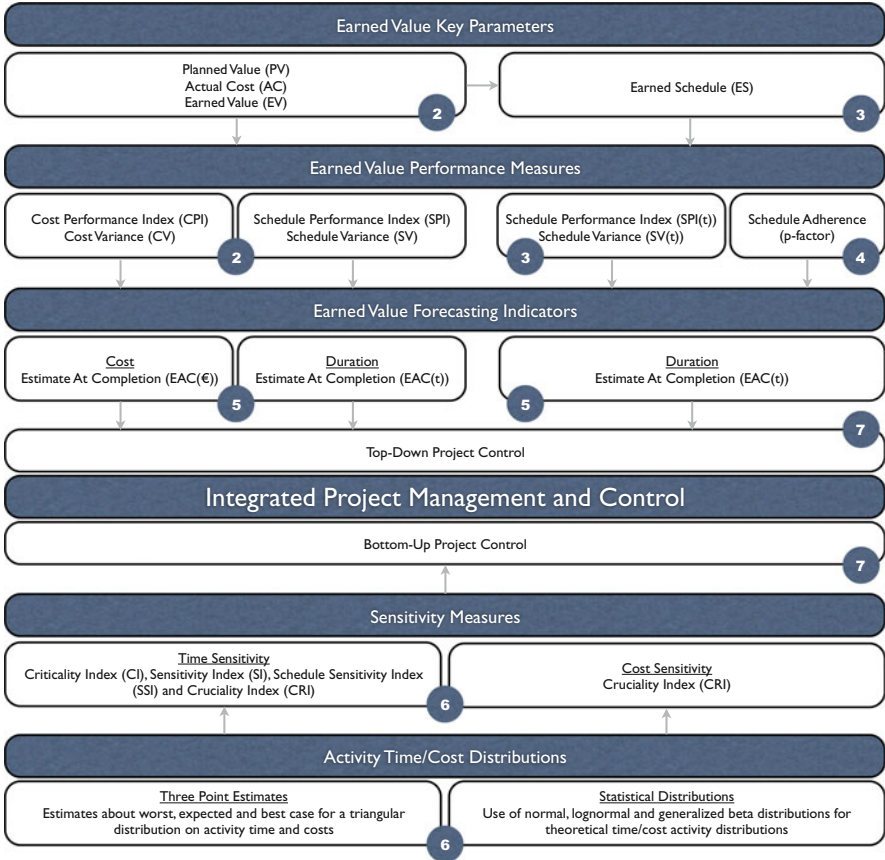 Earned Value Key Parameters
Planned Value (PV)
Actual Cost (AC)
Earned Value (EV)
2
Earned Schedule (ES)
3
Earned Value Performance Measures
Cost Performance Index (CPI)
Cost Variance (CV)
2
Schedule Performance Index (SPI)
Schedule Variance (SV)
Schedule Performance Index (SPI(t))
Schedule Variance (SV(t))
3
Schedule Adherence
(p-factor)
4
Earned Value Forecasting Indicators
Cost
Estimate At Completion (EAC(€))
5
Duration
Estimate At Completion (EAC(t))
Duration
Estimate At Completion (EAC(t))
5
7
Top-Down Project Control
Integrated Project Management and Control
Bottom-Up Project Control
7
Sensitivity Measures
Time Sensitivity
Criticality Index (CI), Sensitivity Index (SI), Schedule Sensitivity Index
(SSI) and Cruciality Index (CRI)
6
Cost Sensitivity
Cruciality Index (CRI)
Activity Time/Cost Distributions
Three Point Estimates
Estimates about worst, expected and best case for a triangular
distribution on activity time and costs
6
Statistical Distributions
Use of normal, lognormal and generalized beta distributions for
theoretical time/cost activity distributions